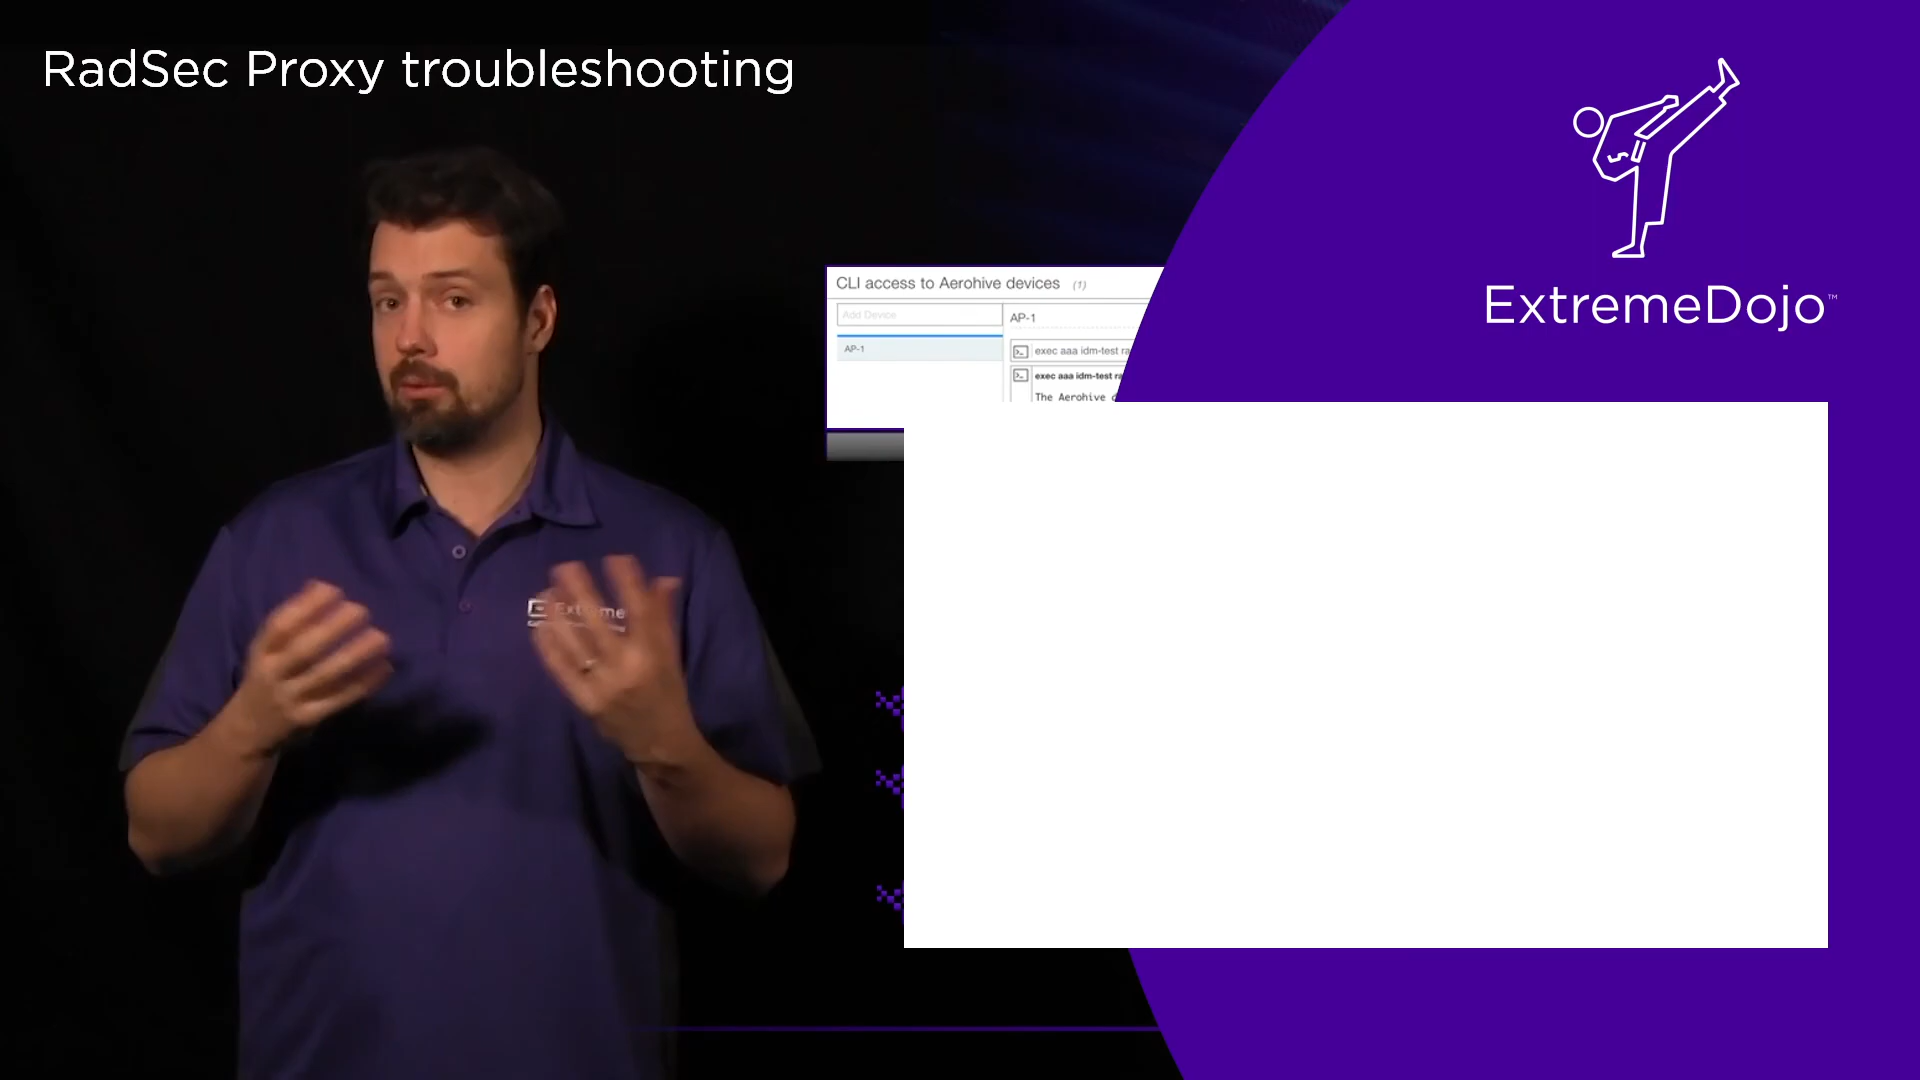 RadSec Proxy troubleshooting
ExtremeDojo™
CLI access to Aerohive devices (1)
Add Device
AP-1
AP-1
exec aaa idm-test
exec aaa idm-test
The Aerohive
Extreme